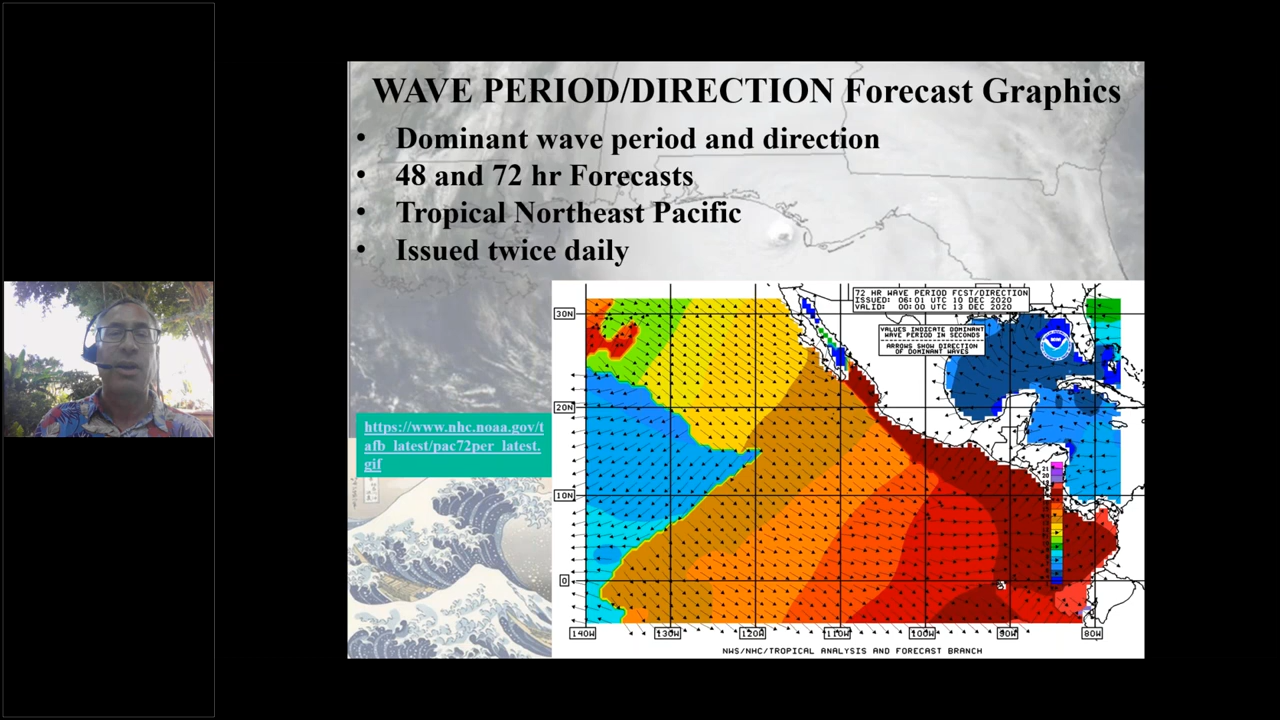 WAVE PERIOD/DIRECTION Forecast Graphics
• Dominant wave period and direction
• 48 and 72 hr Forecasts
• Tropical Northeast Pacific
• Issued twice daily
https://www.nhc.noaa.gov/t
afb_latest/pac72per_latest.
gif
72 HR WAVE PERIOD FCST/DIRECTION
ISSUED: 06:01 UTC 10 DEC 2020
VALID: 00:00 UTC 13 DEC 2020
VALUES INDICATE DOMINANT
WAVE PERIOD IN SECONDS
ARROWS SHOW DIRECTION
OF DOMINANT WAVES
30N
20N
10N
0
140W 130W 120W 110W 100W 90W 80W
NWS/NHC/TROPICAL ANALYSIS AND FORECAST BRANCH